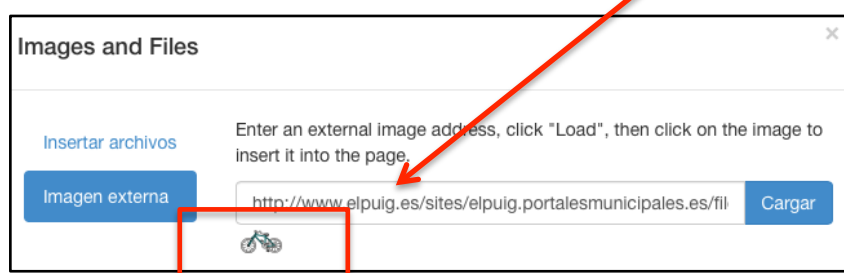 Images and Files
×
Insertar archivos
Imagen externa
Enter an external image address, click "Load", then click on the image to
insert it into the page.
http://www.elpuig.es/sites/elpuig.portalesmunicipales.es/fil
Cargar